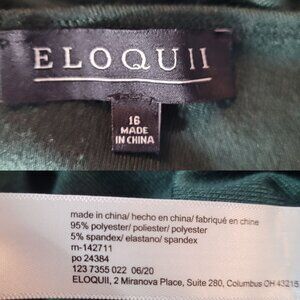 ELOQUII
16
MADE
IN CHINA
made in china/ hecho en china/ fabriqué en chine
95% polyester/ poliester/ polyester
5% spandex/ elastano/ spandex
rn-142711
po 24384
123 7355 022 06/20
ELOQUII, 2 Miranova Place, Suite 280, Columbus OH 43215